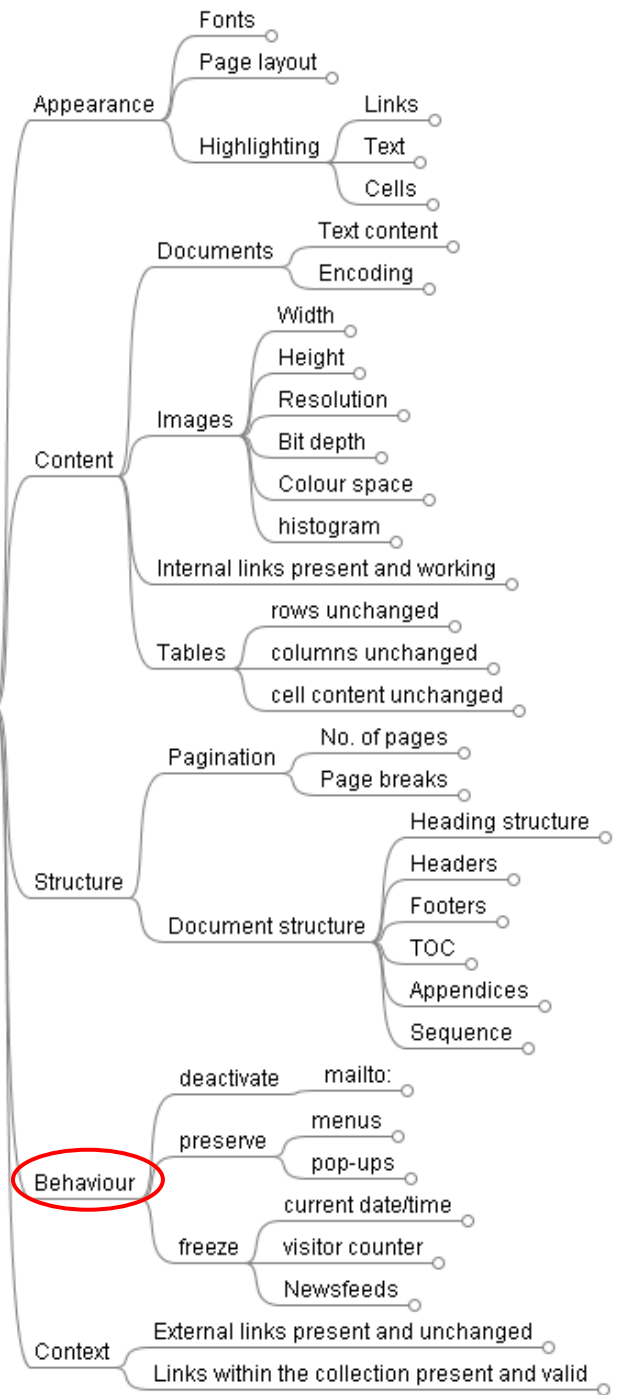 Appearance
Fonts
Page layout
Highlighting
Links
Text
Cells
Content
Documents
Text content
Encoding
Images
Width
Height
Resolution
Bit depth
Colour space
histogram
Internal links present and working
Tables
rows unchanged
columns unchanged
cell content unchanged
Structure
Pagination
No. of pages
Page breaks
Document structure
Heading structure
Headers
Footers
TOC
Appendices
Sequence
Behaviour
deactivate
mailto:
preserve
menus
pop-ups
freeze
current date/time
visitor counter
Newsfeeds
Context
External links present and unchanged
Links within the collection present and valid